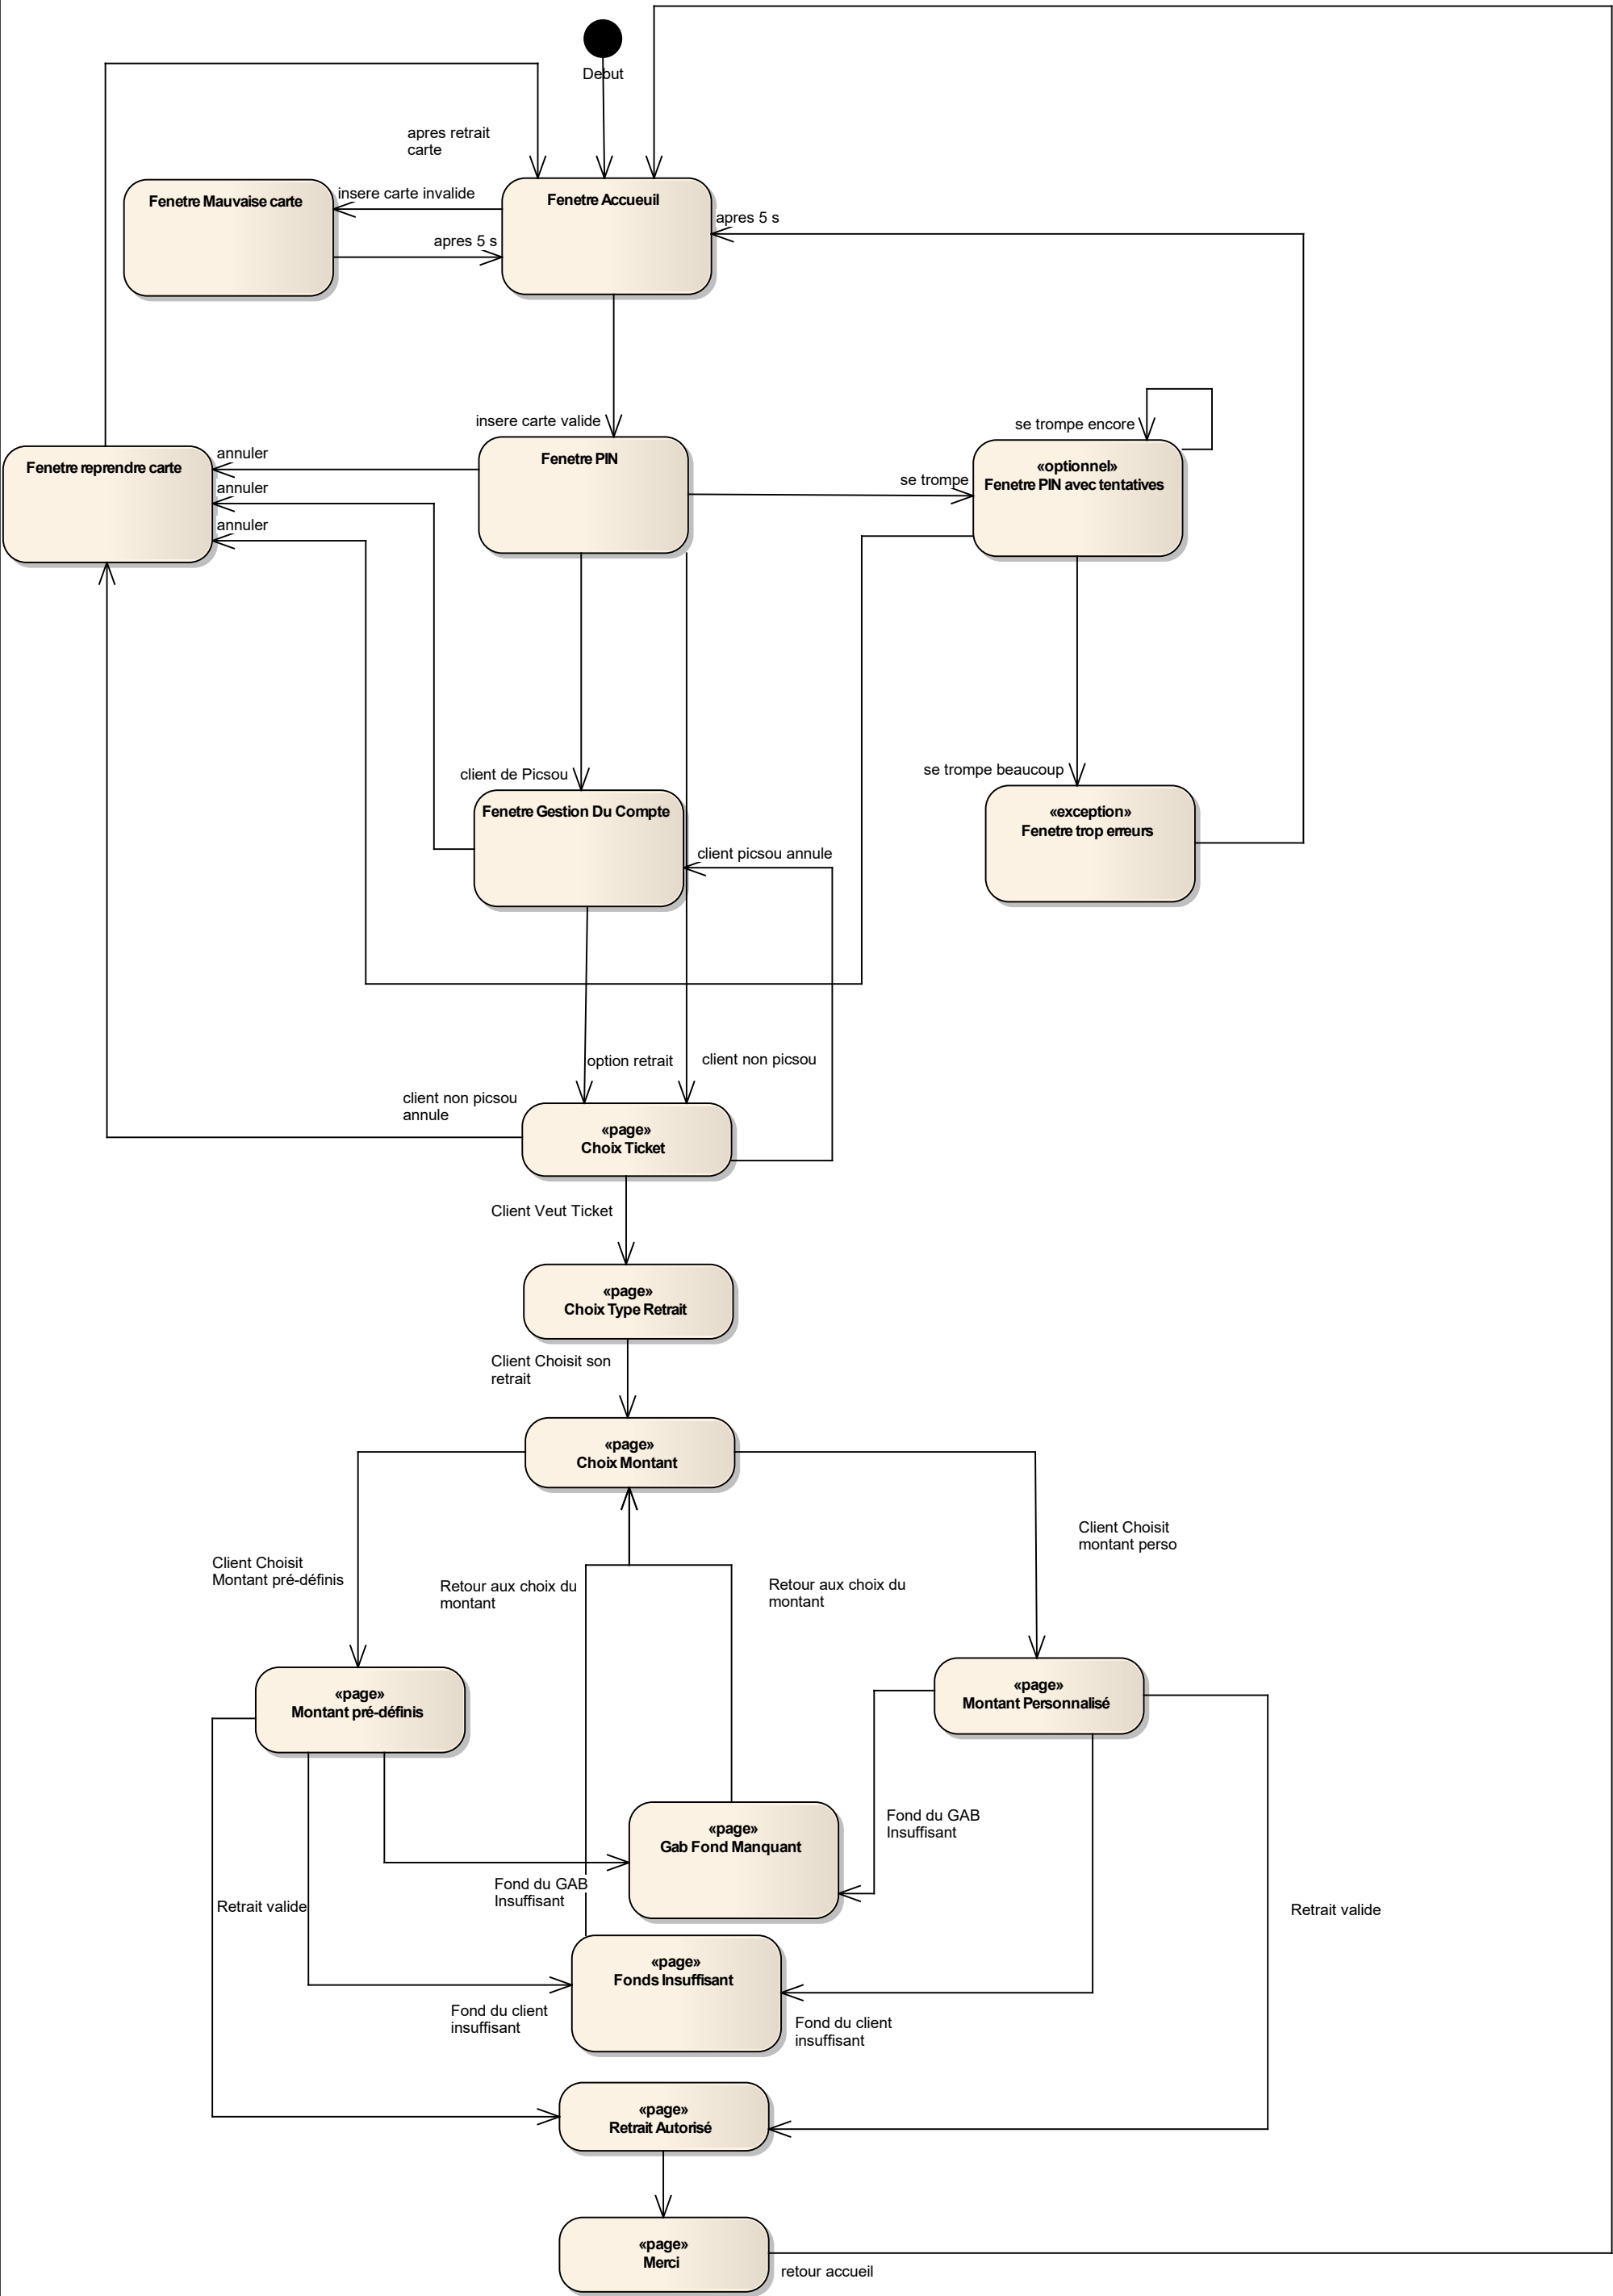 Debut
apres retrait
carte
Fenetre Mauvaise carte
insere carte invalide
Fenetre Accueuil
apres 5 s
apres 5 s
insere carte valide
se trompe encore
Fenetre reprendre carte
annuler
annuler
annuler
Fenetre PIN
se trompe
«optionnel»
Fenetre PIN avec tentatives
client de Picsou
se trompe beaucoup
Fenetre Gestion Du Compte
«exception»
Fenetre trop erreurs
client picsou annule
option retrait
client non picsou
client non picsou
annule
«page»
Choix Ticket
Client Veut Ticket
«page»
Choix Type Retrait
Client Choisit son
retrait
«page»
Choix Montant
Client Choisit
Montant pré-définis
Retour aux choix du
montant
Retour aux choix du
montant
Client Choisit
montant perso
«page»
Montant pré-définis
«page»
Montant Personnalisé
«page»
Gab Fond Manquant
Fond du GAB
Insuffisant
Fond du GAB
Insuffisant
Retrait valide
Retrait valide
«page»
Fonds Insuffisant
Fond du client
insuffisant
Fond du client
insuffisant
«page»
Retrait Autorisé
«page»
Merci
retour accueil